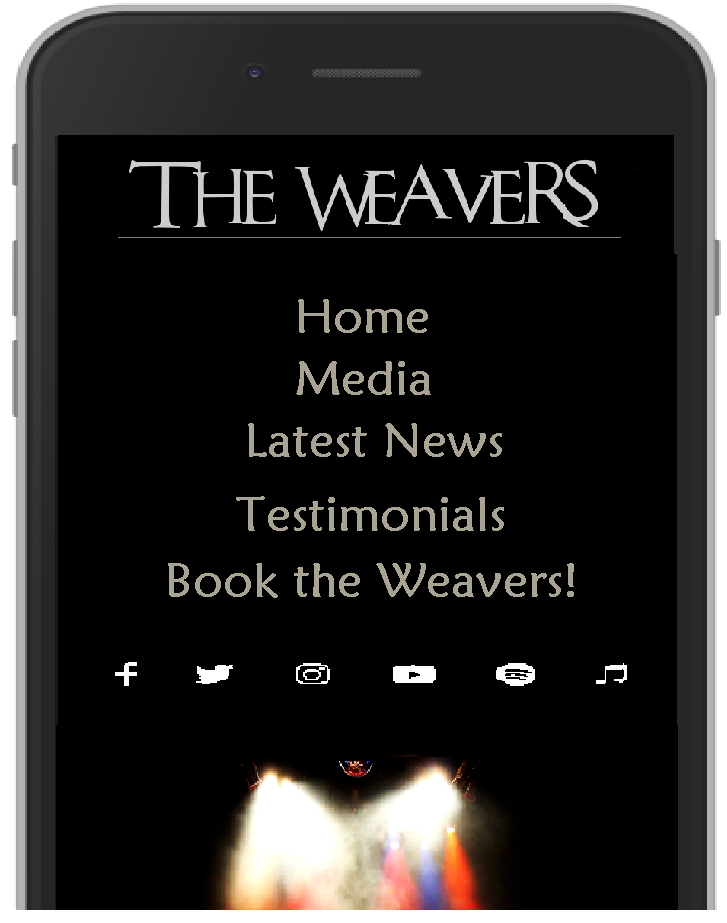 THE WEAVERS
Home
Media
Latest News
Testimonials
Book the Weavers!